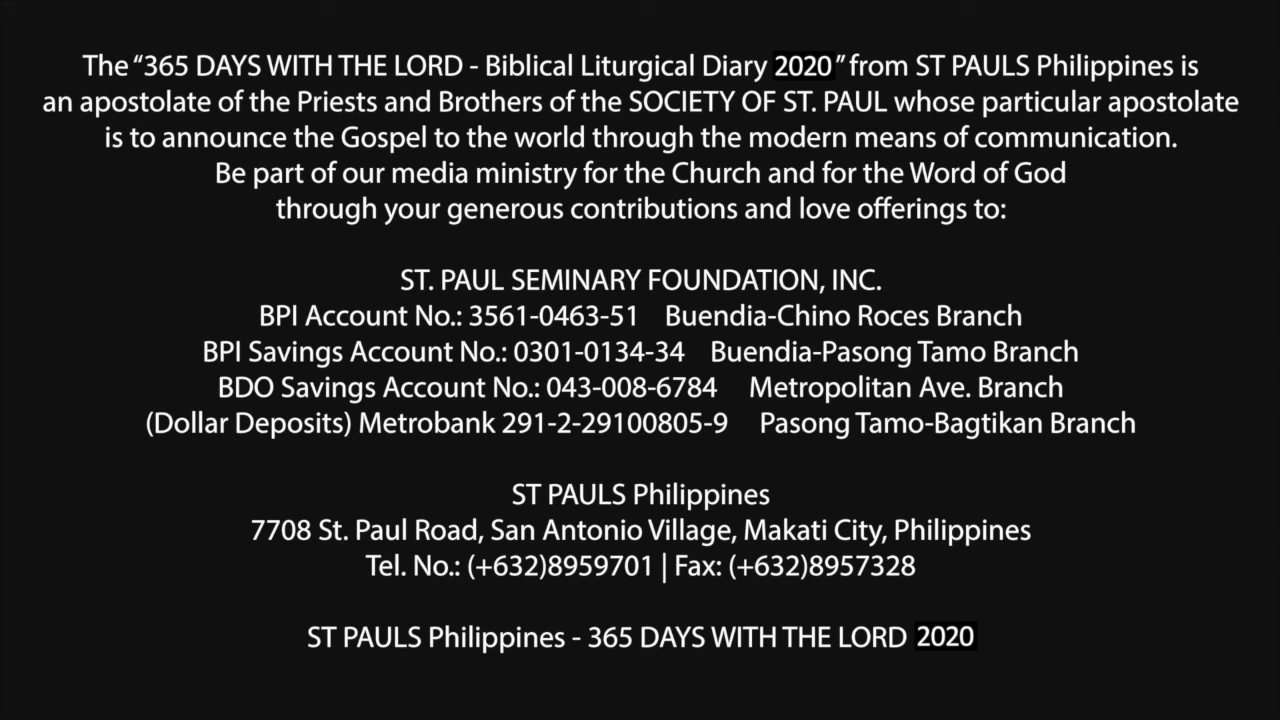 The “365 DAYS WITH THE LORD - Biblical Liturgical Diary 2020” from ST PAULS Philippines is
an apostolate of the Priests and Brothers of the SOCIETY OF ST. PAUL whose particular apostolate
is to announce the Gospel to the world through the modern means of communication.
Be part of our media ministry for the Church and for the Word of God
through your generous contributions and love offerings to:
ST. PAUL SEMINARY FOUNDATION, INC.
BPI Account No.: 3561-0463-51 Buendia-Chino Roces Branch
BPI Savings Account No.: 0301-0134-34 Buendia-Pasong Tamo Branch
BDO Savings Account No.: 043-008-6784 Metropolitan Ave. Branch
(Dollar Deposits) Metrobank 291-2-29100805-9 Pasong Tamo-Bagtikan Branch
ST PAULS Philippines
7708 St. Paul Road, San Antonio Village, Makati City, Philippines
Tel. No.: (+632)8959701 | Fax: (+632)8957328
ST PAULS Philippines - 365 DAYS WITH THE LORD 2020